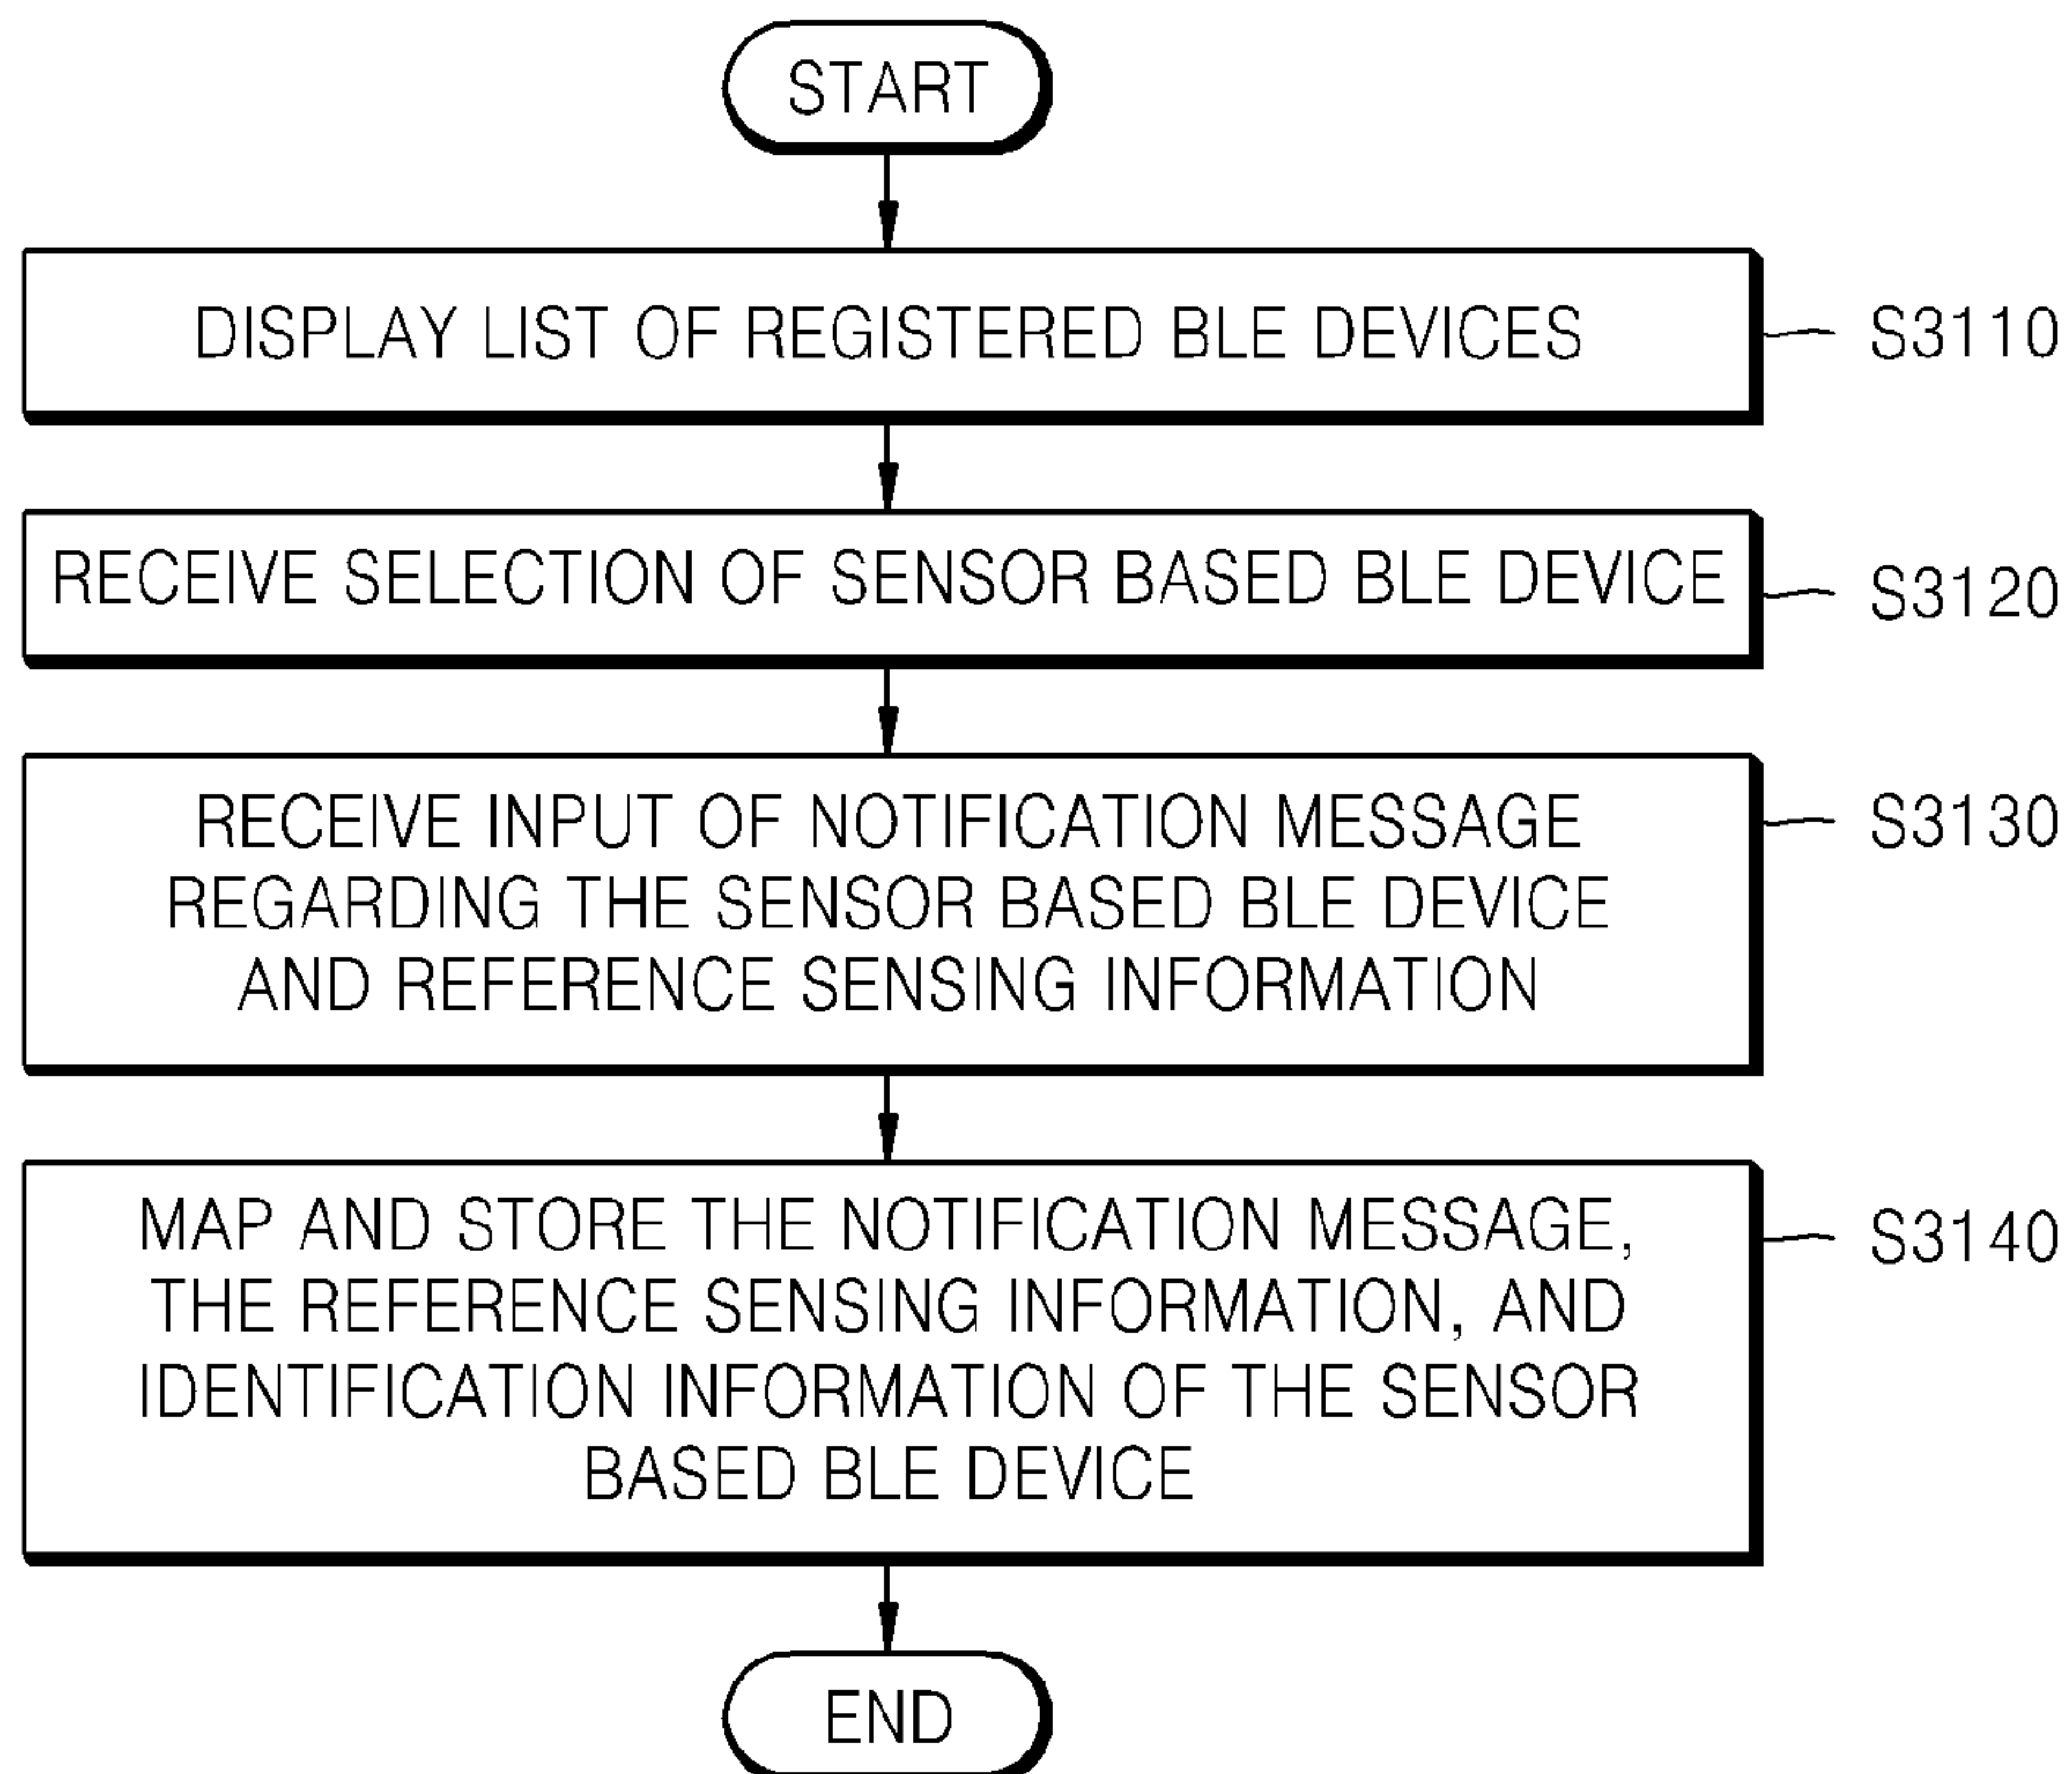 START
DISPLAY LIST OF REGISTERED BLE DEVICES
S3110
RECEIVE SELECTION OF SENSOR BASED BLE DEVICE
S3120
RECEIVE INPUT OF NOTIFICATION MESSAGE
REGARDING THE SENSOR BASED BLE DEVICE
AND REFERENCE SENSING INFORMATION
S3130
MAP AND STORE THE NOTIFICATION MESSAGE,
THE REFERENCE SENSING INFORMATION, AND
IDENTIFICATION INFORMATION OF THE SENSOR
BASED BLE DEVICE
S3140
END